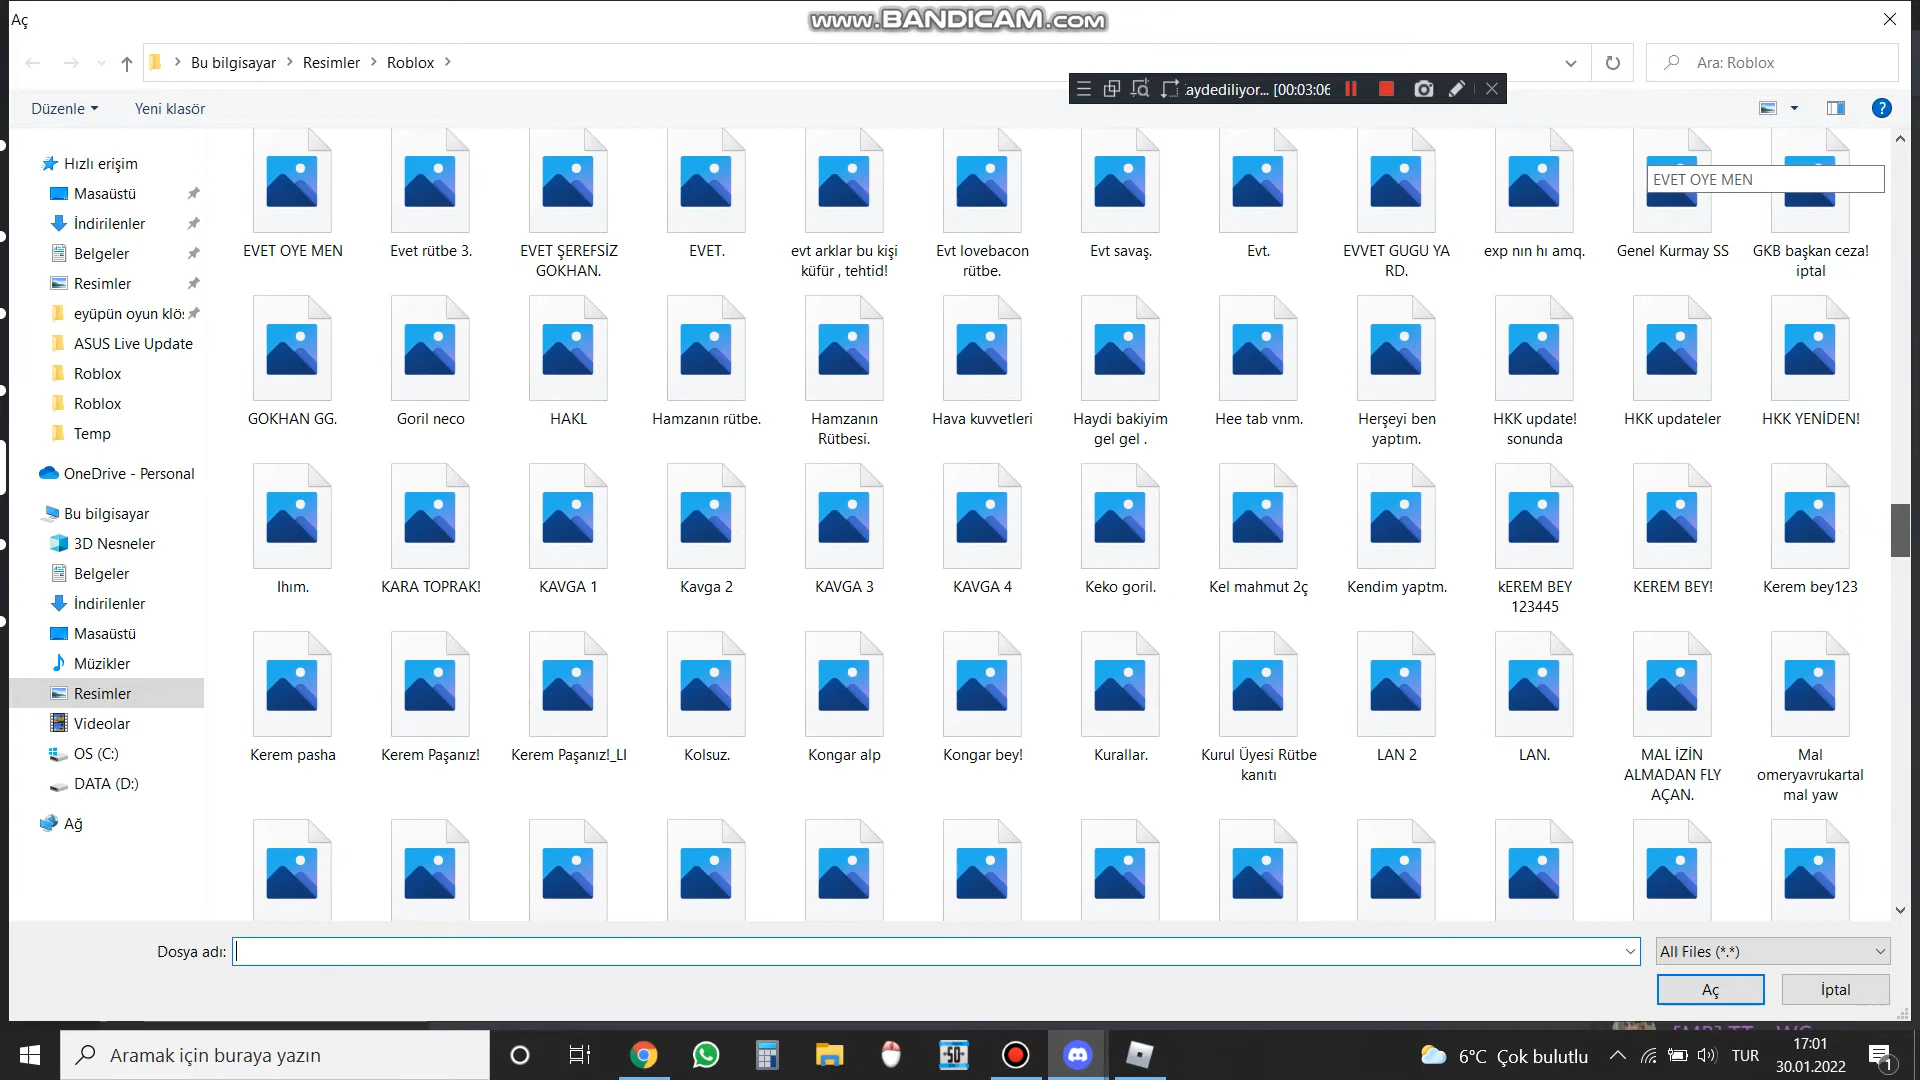 Aç
www.BANDICAM.com
Bu bilgisayar
Resimler
Roblox
Ara: Roblox
aydediliyor... [00:03:06
Düzenle
Yeni klasör
Hızlı erişim
Masaüstü
İndirilenler
Belgeler
Resimler
eyüpün oyun klös
ASUS Live Update
Roblox
Roblox
Temp
OneDrive - Personal
Bu bilgisayar
3D Nesneler
Belgeler
İndirilenler
Masaüstü
Müzikler
Resimler
Videolar
OS (C:)
DATA (D:)
Ağ
EVET OYE MEN
EVET OYE MEN
Evet rütbe 3.
EVET ŞEREFSİZ
GOKHAN.
EVET.
evt arklar bu kişi
küfür , tehtid!
Evt lovebacon
rütbe.
Evt savaş.
Evt.
EVVET GUGU YA
RD.
exp nın hı amq.
Genel Kurmay SS
GKB başkan ceza!
iptal
GOKHAN GG.
Goril neco
HAKL
Hamzanın rütbe.
Hamzanın
Rütbesi.
Hava kuvvetleri
Haydi bakiyim
gel gel .
Hee tab vnm.
Herşeyi ben
yaptım.
HKK update!
sonunda
HKK updateler
HKK YENİDEN!
Ihım.
KARA TOPRAK!
KAVGA 1
Kavga 2
KAVGA 3
KAVGA 4
Keko goril.
Kel mahmut 2ç
Kendim yaptm.
kEREM BEY
123445
KEREM BEY!
Kerem bey123
Kerem pasha
Kerem Paşanız!
Kerem Paşanız!_LI
Kolsuz.
Kongar alp
Kongar bey!
Kurallar.
Kurul Üyesi Rütbe
kanıtı
LAN 2
LAN.
MAL İZİN
ALMADAN FLY
AÇAN.
Mal
omeryavrukartal
mal yaw
Dosya adı:
All Files (*.*)
Aç
İptal
Aramak için buraya yazın
6°C Çok bulutlu
TUR
17:01
30.01.2022
1